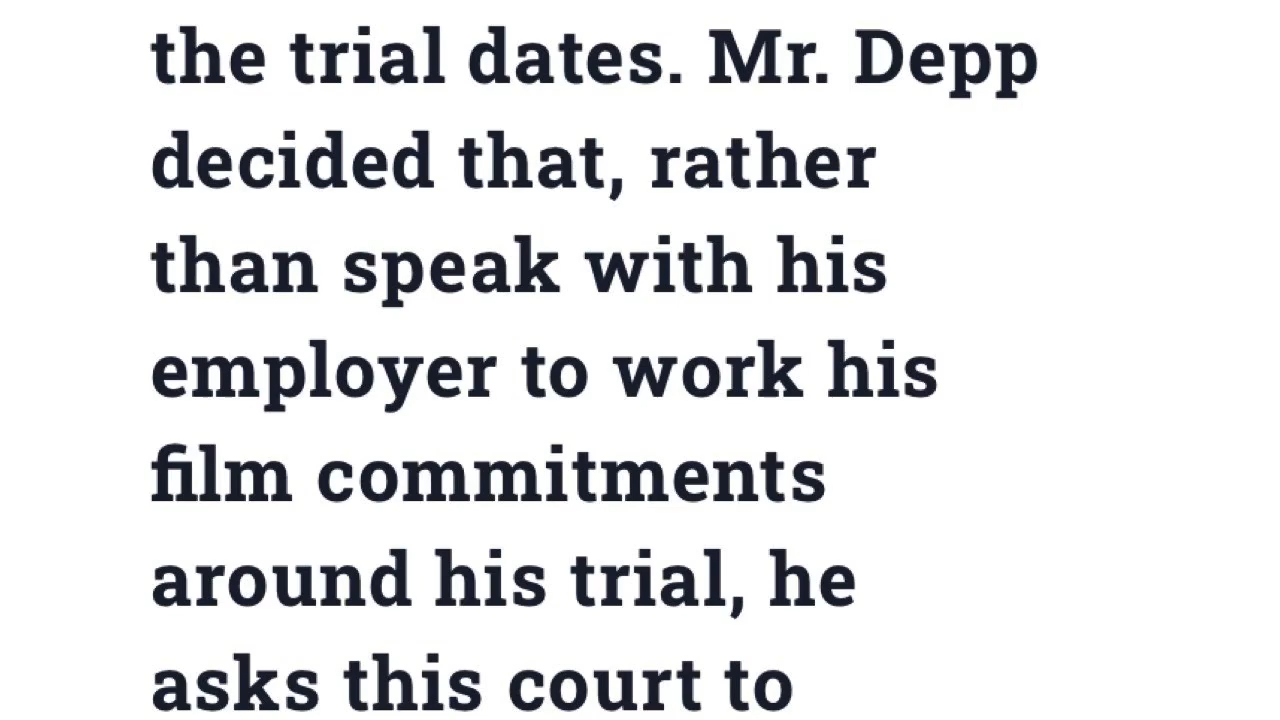 the trial dates. Mr. Depp
decided that, rather
than speak with his
employer to work his
film commitments
around his trial, he
asks this court to